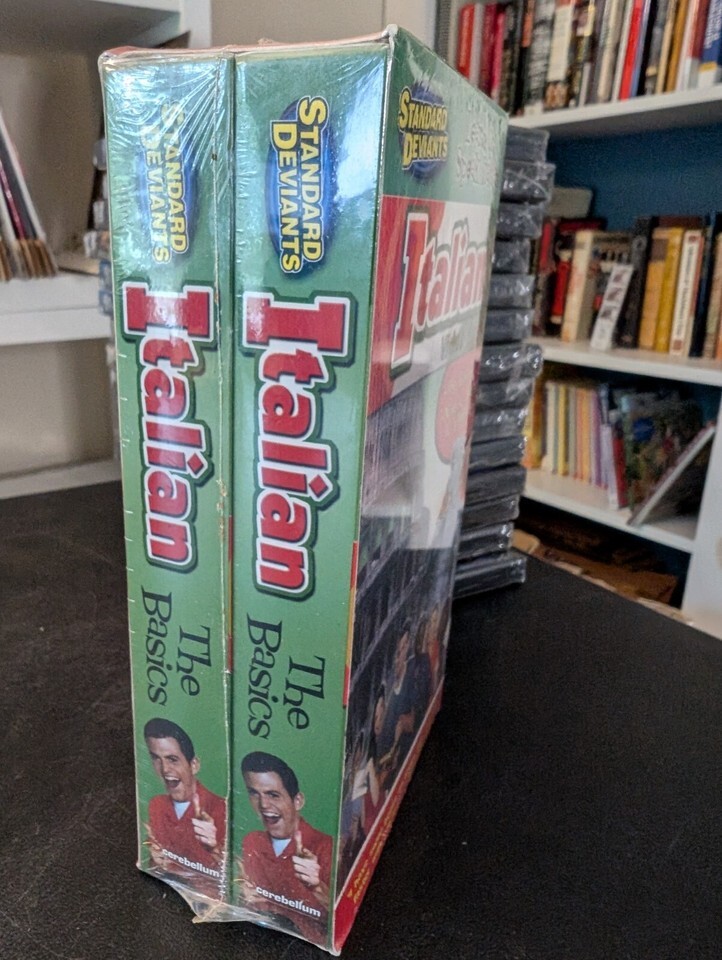 STANDARD
DEVIANTS
Italian
The
Basics
cerebellum
STANDARD
DEVIANTS
Italian
The
Basics
cerebellum
STANDARD
DEVIANTS
Italian